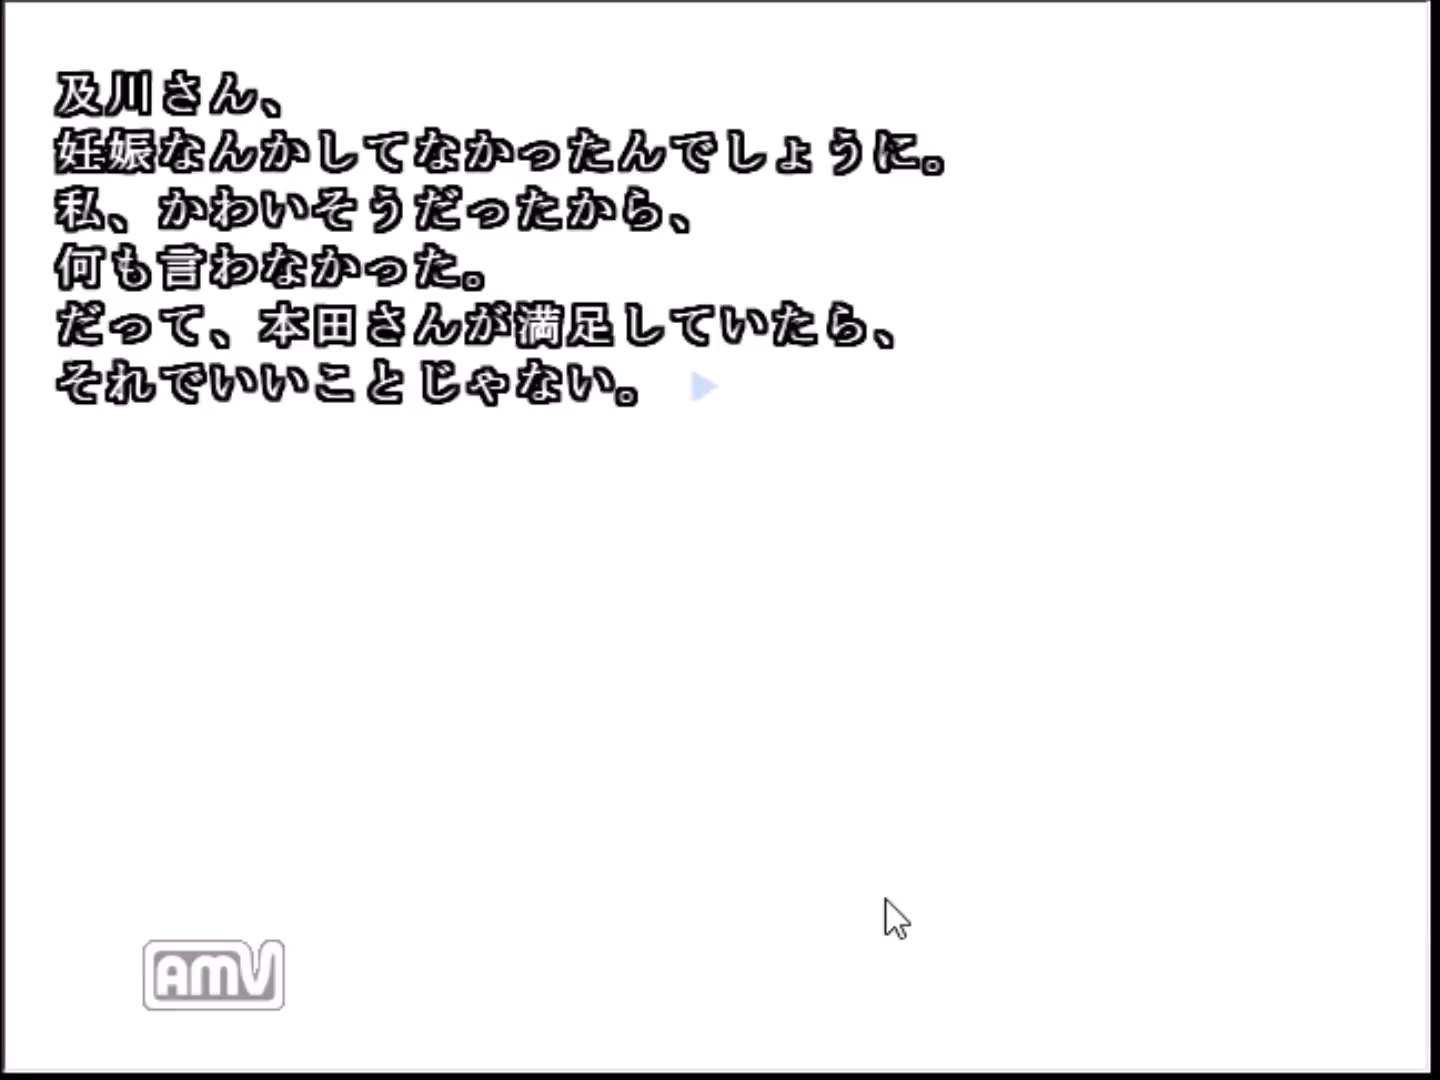 及川さん、
妊娠なんかしてなかったんでしょうに。
私、かわいそうだったから、
何も言わなかった。
だって、本田さんが満足していたら、
それでいいことじゃない。
AMV